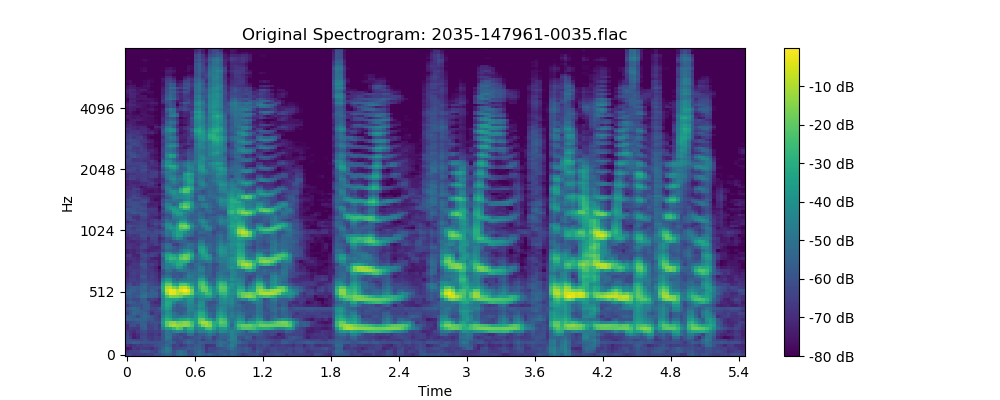 Original Spectrogram: 2035-147961-0035.flac
Hz
4096
2048
1024
512
0
0 0.6 1.2 1.8 2.4 3 3.6 4.2 4.8 5.4
Time
-10 dB
-20 dB
-30 dB
-40 dB
-50 dB
-60 dB
-70 dB
-80 dB